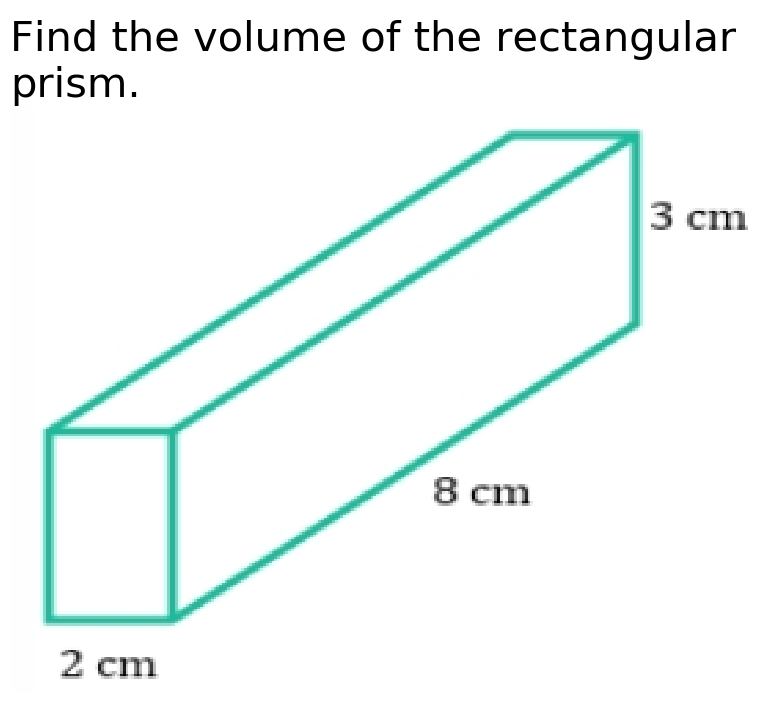 Find the volume of the rectangular
prism.
3 cm
8 cm
2 cm